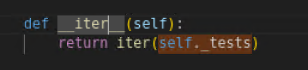 def __iter__(self):
    return iter(self._tests)